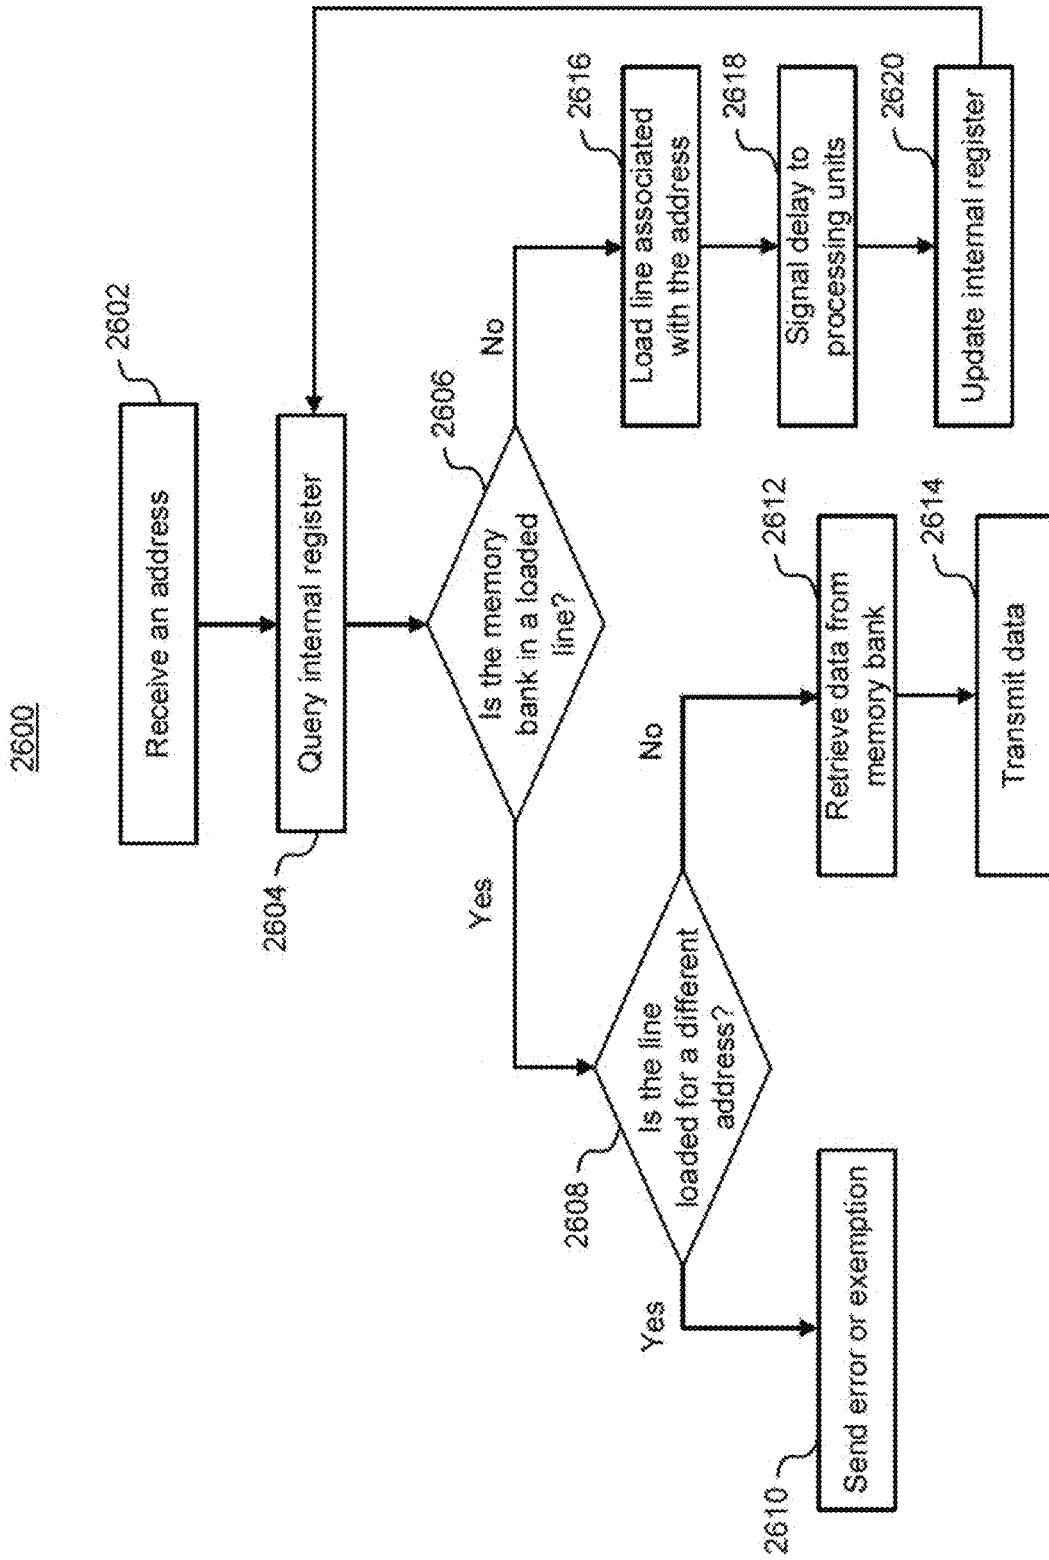 2600
2602
Receive an address
2604
Query internal register
2606
Is the memory
bank in a loaded
line?
Yes
No
2608
Is the line
loaded for a different
address?
Yes
No
2610
Send error or exemption
2612
Retrieve data from
memory bank
2614
Transmit data
2616
Load line associated
with the address
2618
Signal delay to
processing units
2620
Update internal register